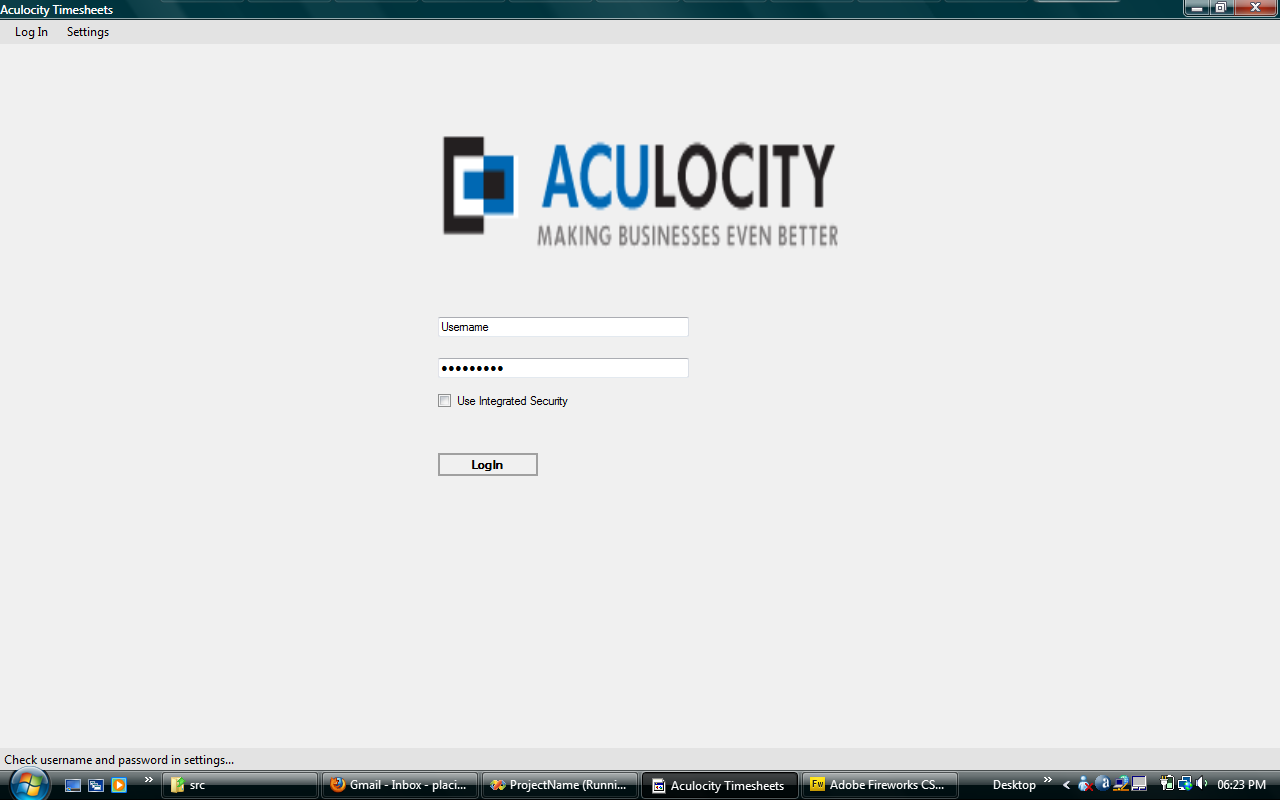 Aculocity Timesheets
Log In Settings
ACULOCITY
MAKING BUSINESSES EVEN BETTER
Username
•••••••••
Use Integrated Security
LogIn
Check username and password in settings...
» src Gmail - Inbox - placi... ProjectName (Runni... Aculocity Timesheets Fw Adobe Fireworks CS... Desktop » < 06:23 PM